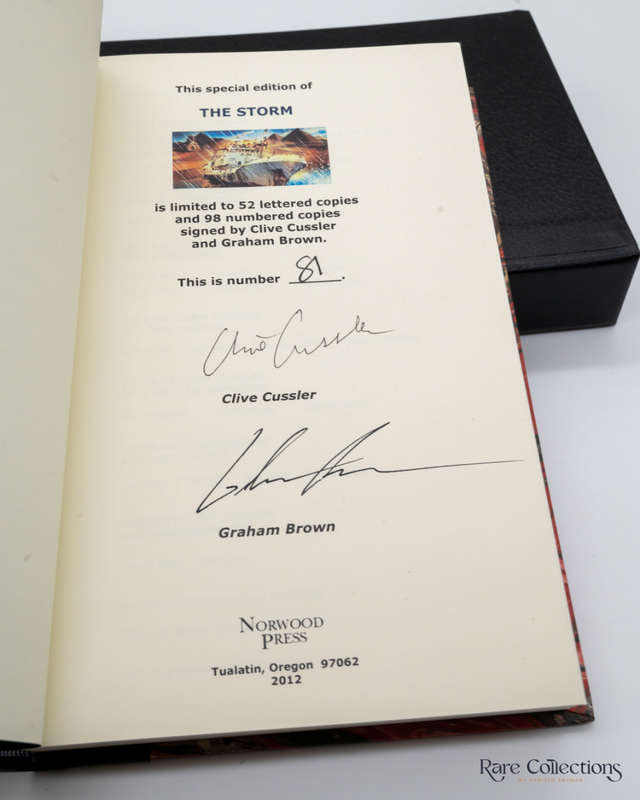 This special edition of
THE STORM
is limited to 52 lettered copies
and 98 numbered copies
signed by Clive Cussler
and Graham Brown.
This is number 81.
Clive Cussler
Clive Cussler
Graham Brown
NORWOOD
PRESS
Tualatin, Oregon 97062
2012
RARE COLLECTIONS